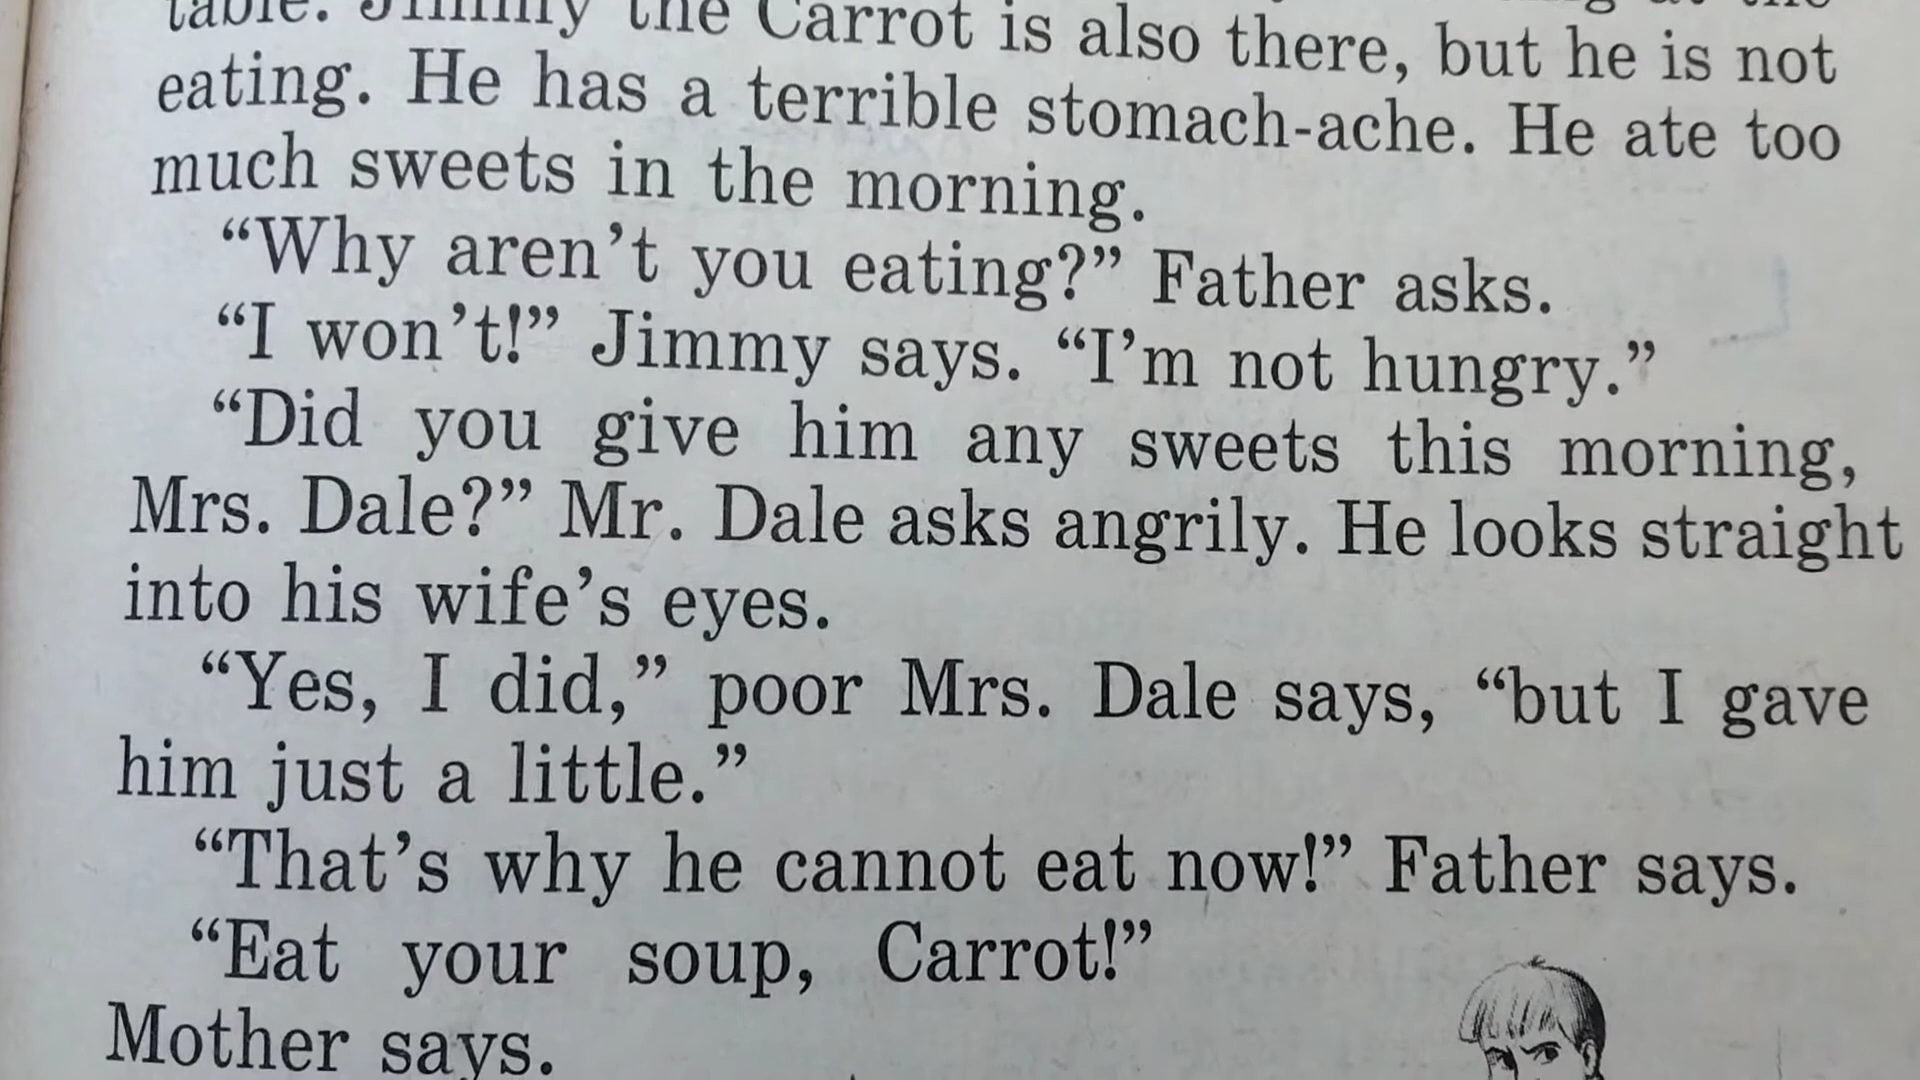 table. Jimmy the Carrot is also there, but he is not
eating. He has a terrible stomach-ache. He ate too
much sweets in the morning.
“Why aren’t you eating?” Father asks.
“I won’t!” Jimmy says. “I’m not hungry.”
“Did you give him any sweets this morning,
Mrs. Dale?” Mr. Dale asks angrily. He looks straight
into his wife’s eyes.
“Yes, I did,” poor Mrs. Dale says, “but I gave
him just a little.”
“That’s why he cannot eat now!” Father says.
“Eat your soup, Carrot!”
Mother says.